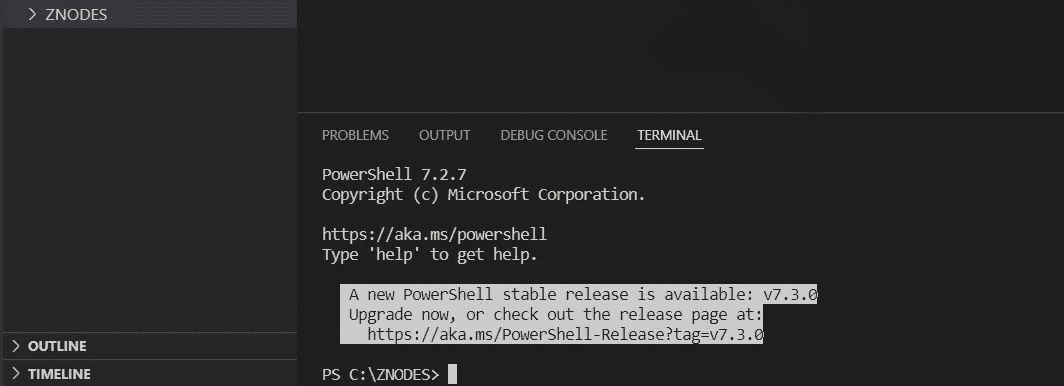 ZNODES
PROBLEMS OUTPUT DEBUG CONSOLE TERMINAL
PowerShell 7.2.7
Copyright (c) Microsoft Corporation.
https://aka.ms/powershell
Type 'help' to get help.
A new PowerShell stable release is available: v7.3.0
Upgrade now, or check out the release page at:
https://aka.ms/PowerShell-Release?tag=v7.3.0
PS C:\ZNODES>
OUTLINE
TIMELINE